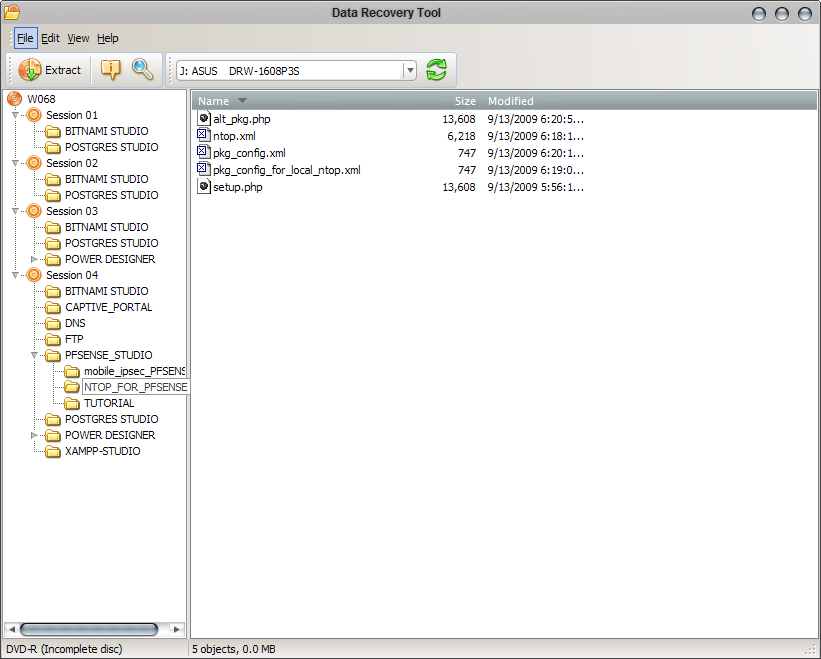 Data Recovery Tool
File Edit View Help
Extract
J: ASUS DRW-1608P3S
W068
Session 01
BITNAMI STUDIO
POSTGRES STUDIO
Session 02
BITNAMI STUDIO
POSTGRES STUDIO
Session 03
BITNAMI STUDIO
POSTGRES STUDIO
POWER DESIGNER
Session 04
BITNAMI STUDIO
CAPTIVE_PORTAL
DNS
FTP
PFSENSE_STUDIO
mobile_ipsec_PFSENS
NTOP_FOR_PFSENSE
TUTORIAL
POSTGRES STUDIO
POWER DESIGNER
XAMPP-STUDIO
Name Size Modified
alt_pkg.php 13,608 9/13/2009 6:20:5...
ntop.xml 6,218 9/13/2009 6:18:1...
pkg_config.xml 747 9/13/2009 6:20:1...
pkg_config_for_local_ntop.xml 747 9/13/2009 6:19:0...
setup.php 13,608 9/13/2009 5:56:1...
DVD-R (Incomplete disc)
5 objects, 0.0 MB